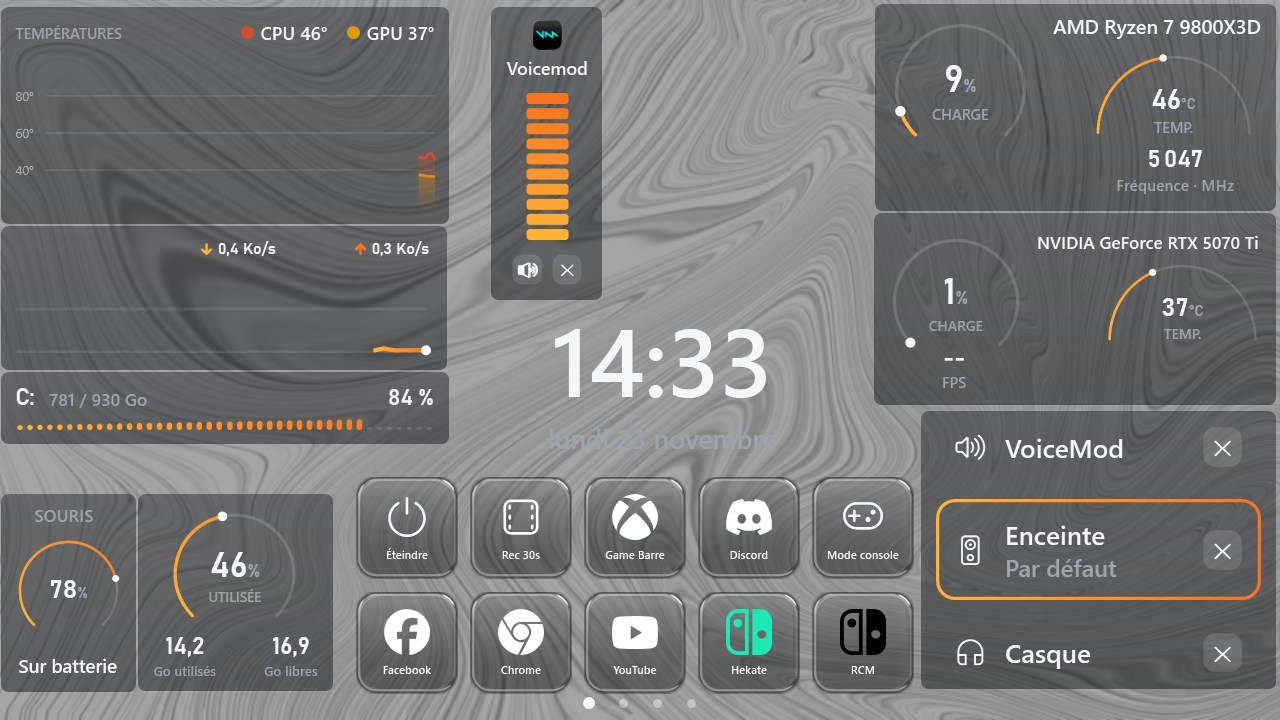 TEMPÉRATURES
CPU 46° GPU 37°
80°
60°
40°
0,4 Ko/s 0,3 Ko/s
C: 781 / 930 Go 84 %
SOURIS
78%
Sur batterie
46%
UTILISÉE
14,2 16,9
Go utilisés Go libres
Voicemod
14:33
lundi 23 novembre
Éteindre
Rec 30s
Game Barre
Discord
Mode console
Facebook
Chrome
YouTube
Hekate
RCM
AMD Ryzen 7 9800X3D
9%
CHARGE
46°C
TEMP.
5 047
Fréquence · MHz
NVIDIA GeForce RTX 5070 Ti
1%
CHARGE
37°C
TEMP.
--
FPS
VoiceMod
Enceinte
Par défaut
Casque